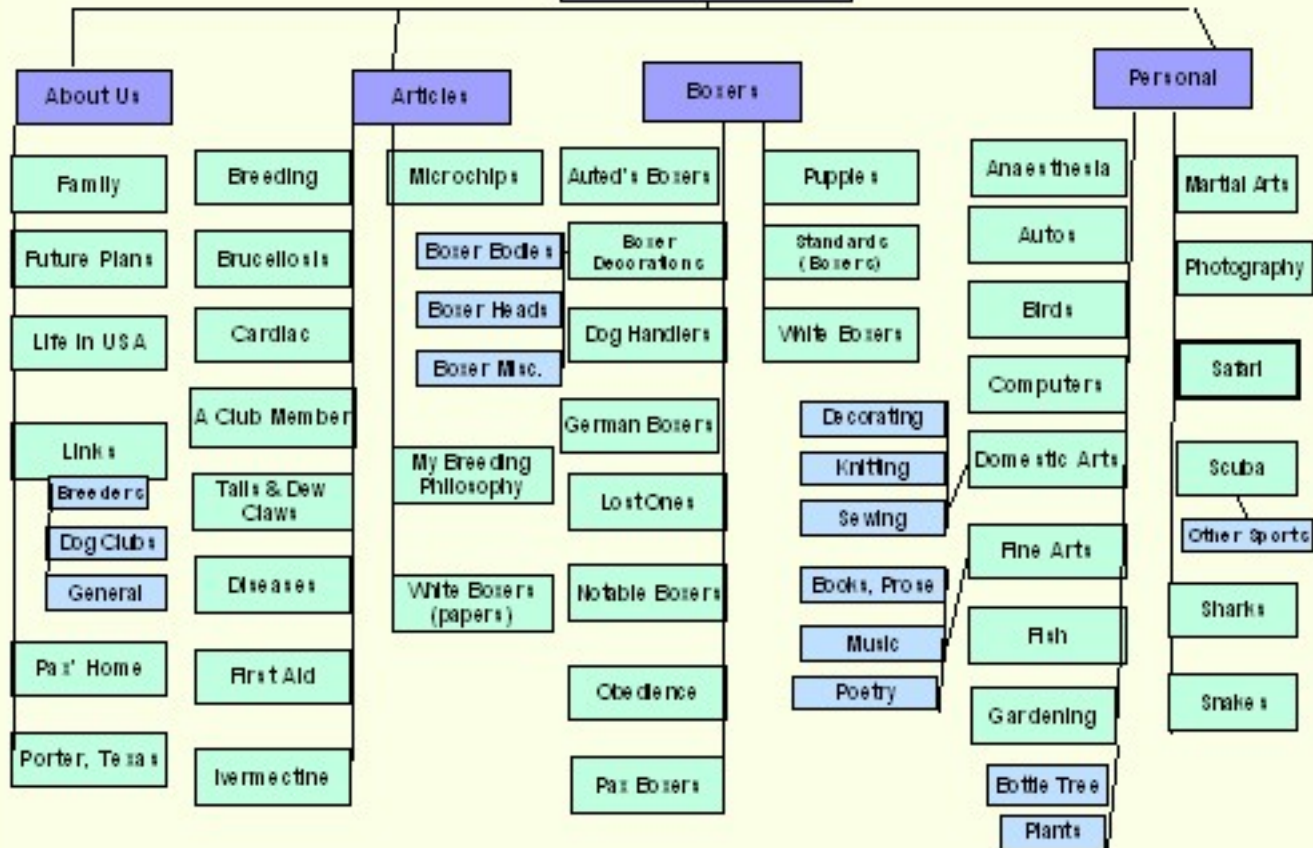 About Us
Articles
Boxers
Personal
Family
Future Plans
Life in USA
Links
Breeders
Dog Clubs
General
Pax' Home
Porter, Texas
Breeding
Brucellosis
Cardiac
A Club Member
Tails & Dew
Claws
Diseases
First Aid
Ivermectine
Microchips
My Breeding
Philosophy
White Boxers
(papers)
Auted's Boxers
Boxer
Decorations
Boxer Bodies
Boxer Heads
Boxer Misc.
Dog Handlers
German Boxers
Lost Ones
Notable Boxers
Obedience
Pax Boxers
Puppies
Standards
(Boxers)
White Boxers
Anaesthesia
Autos
Birds
Computers
Domestic Arts
Decorating
Knitting
Sewing
Fine Arts
Books, Prose
Music
Poetry
Fish
Gardening
Bottle Tree
Plants
Martial Arts
Photography
Safari
Scuba
Other Sports
Sharks
Snakes